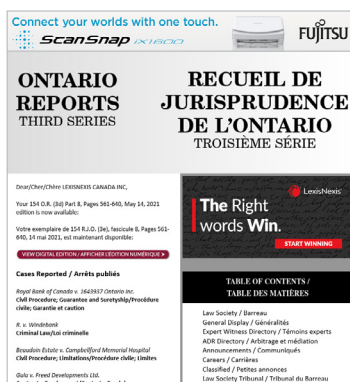 Connect your worlds with one touch.
ScanSnap iX1600
FUJITSU
ONTARIO
REPORTS
THIRD SERIES
RECUEIL DE
JURISPRUDENCE
DE L'ONTARIO
TROISIÈME SÉRIE
Dear/Cher/Chère LEXISNEXIS CANADA INC,
Your 154 O.R. (3d) Part 8, Pages 561-640, May 14, 2021
edition is now available:
Votre exemplaire de 154 R.J.O. (3e), fascicule 8, Pages 561-
640, 14 mai 2021, est maintenant disponible:
VIEW DIGITAL EDITION / AFFICHER L'ÉDITION NUMÉRIQUE >
Cases Reported / Arrêts publiés
Royal Bank of Canada v. 1643937 Ontario Inc.
Civil Procedure; Guarantee and Suretyship/Procédure
civile; Garantie et caution
R. v. Windebank
Criminal Law/Loi criminelle
Beaudoin Estate v. Campbellford Memorial Hospital
Civil Procedure; Limitations/Procédure civile; Limites
Gula v. Freed Developments Ltd.
LexisNexis
The Right
words Win.
START WINNING
TABLE OF CONTENTS /
TABLE DES MATIÈRES
Law Society / Barreau
General Display / Généralités
Expert Witness Directory / Témoins experts
ADR Directory / Arbitrage et médiation
Announcements / Communiqués
Careers / Carrières
Classified / Petites annonces
Law Society Tribunal / Tribunal du Barreau